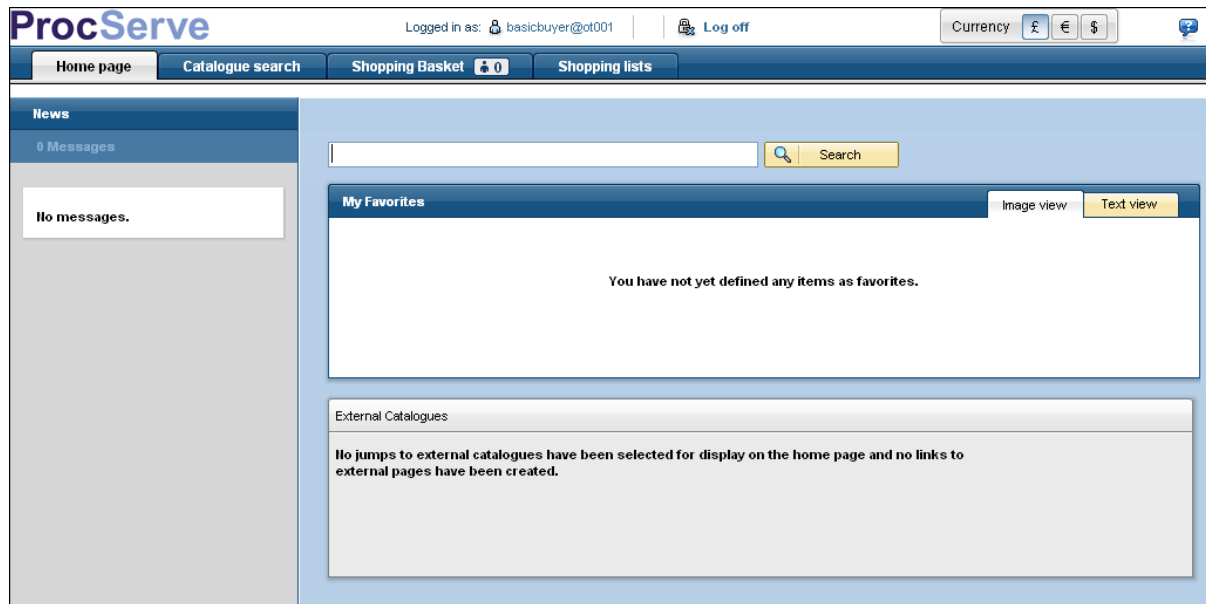 ProcServe
Logged in as: basicbuyer@ot001
Log off
Currency £ € $
?
Home page
Catalogue search
Shopping Basket 0
Shopping lists
News
0 Messages
No messages.
Search
My Favorites
Image view
Text view
You have not yet defined any items as favorites.
External Catalogues
No jumps to external catalogues have been selected for display on the home page and no links to
external pages have been created.